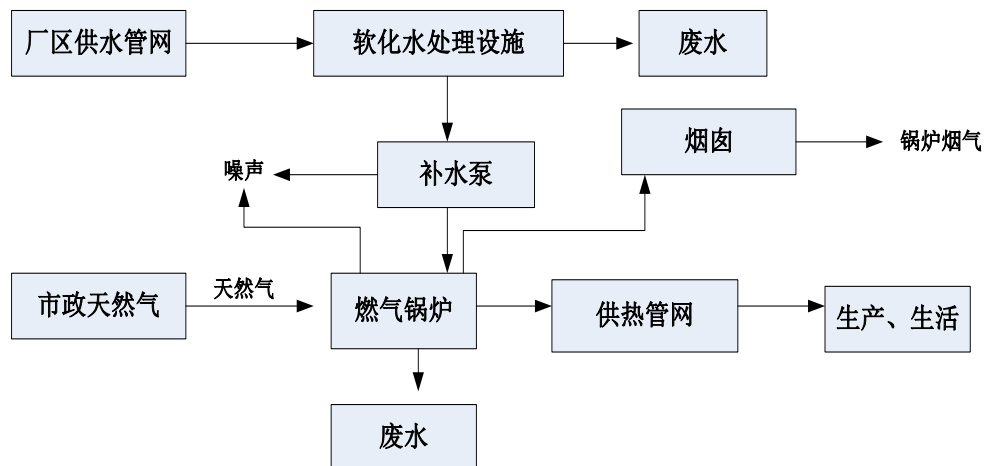 厂区供水管网
软化水处理设施
废水
烟囱
锅炉烟气
噪声
补水泵
市政天然气
天然气
燃气锅炉
供热管网
生产、生活
废水